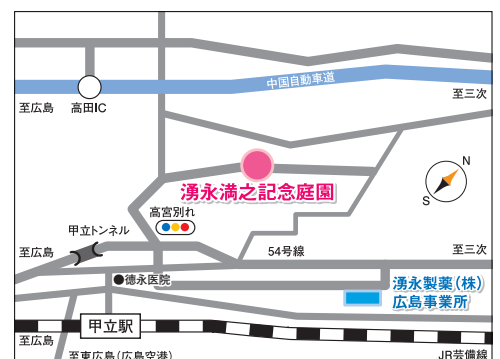 中国自動車道
至広島
高田IC
至三次
N
S
湧永満之記念庭園
高宮別れ
甲立トンネル
至広島
54号線
至三次
徳永医院
湧永製薬(株)
広島事業所
甲立駅
至広島
至東広島(広島空港)
JR芸備線